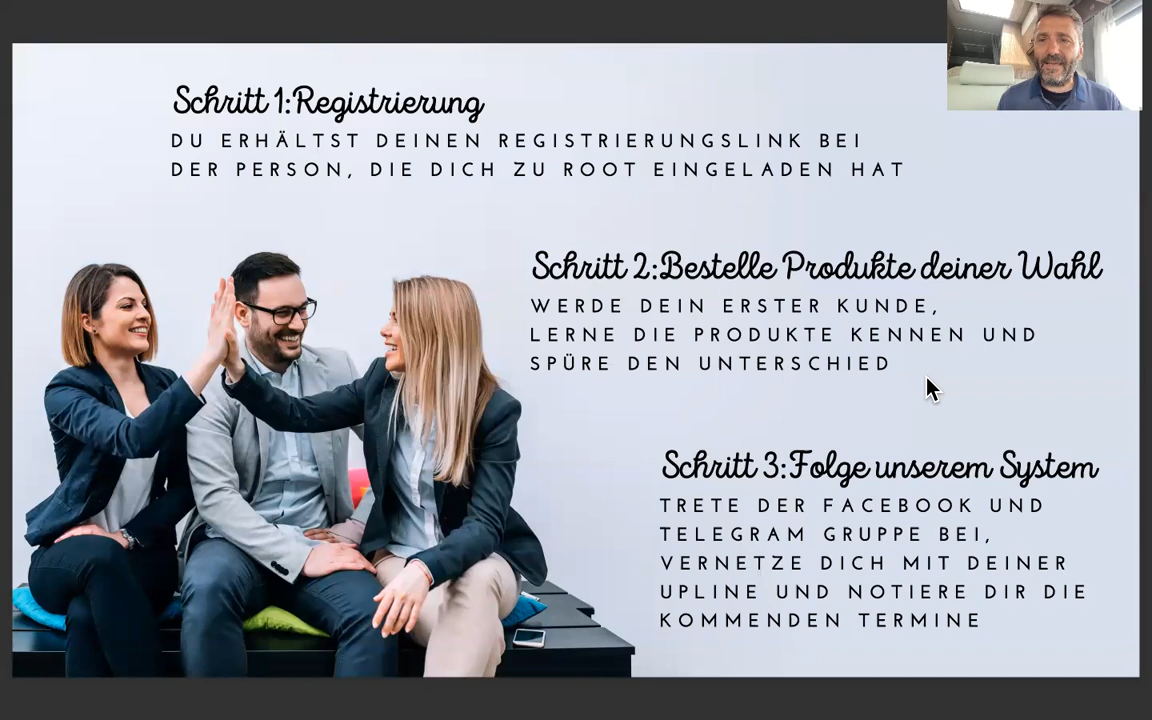 Schritt 1:Registrierung
DU ERHÄLTST DEINEN REGISTRIERUNGSLINK BEI
DER PERSON, DIE DICH ZU ROOT EINGELADEN HAT
Schritt 2:Bestelle Produkte deiner Wahl
WERDE DEIN ERSTER KUNDE,
LERNE DIE PRODUKTE KENNEN UND
SPÜRE DEN UNTERSCHIED
Schritt 3:Folge unserem System
TRETE DER FACEBOOK UND
TELEGRAM GRUPPE BEI,
VERNETZE DICH MIT DEINER
UPLINE UND NOTIERE DIR DIE
KOMMENDEN TERMINE